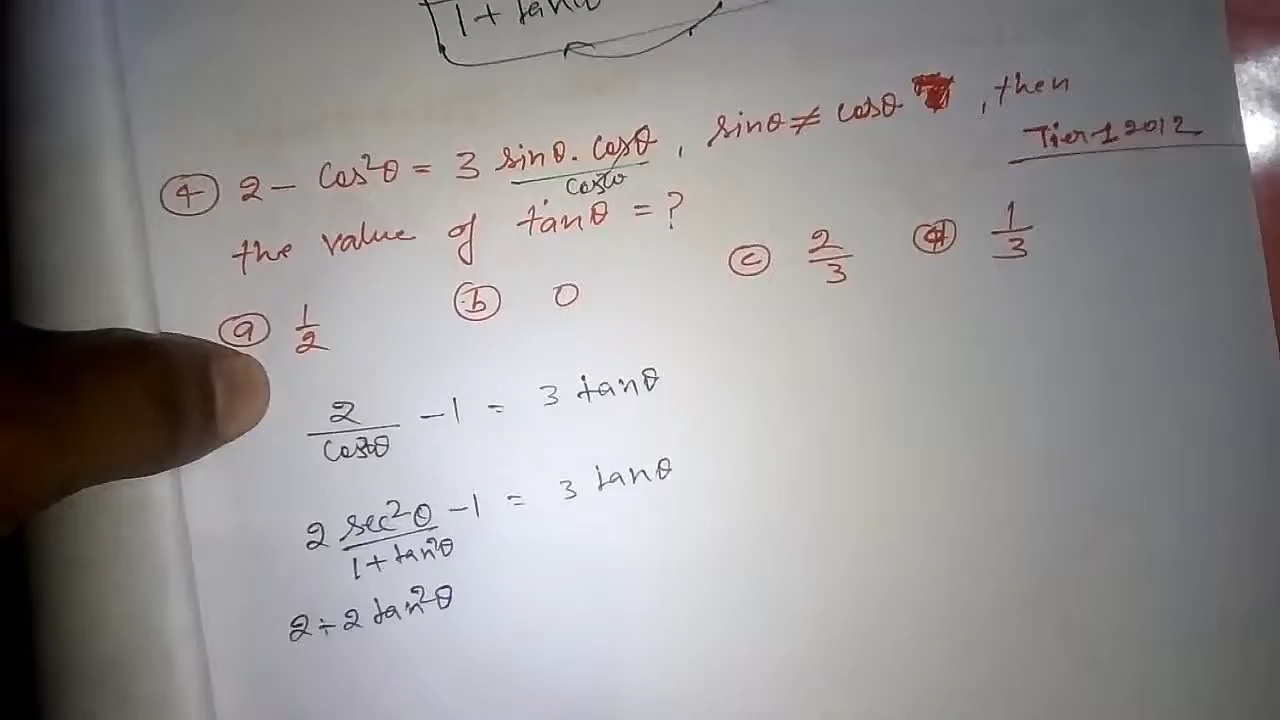 1 + tan
④ 2 - cos²θ = 3 sinθ. cosθ / cos²θ, sinθ ≠ cosθ, then
Tier-1 2012
the value of tanθ = ?
ⓐ 1/2 ⓑ 0 ⓒ 2/3 ⓓ 1/3
2/cos²θ - 1 = 3 tanθ
2 sec²θ - 1 = 3 tanθ
1 + tan²θ
2 + 2 tan²θ